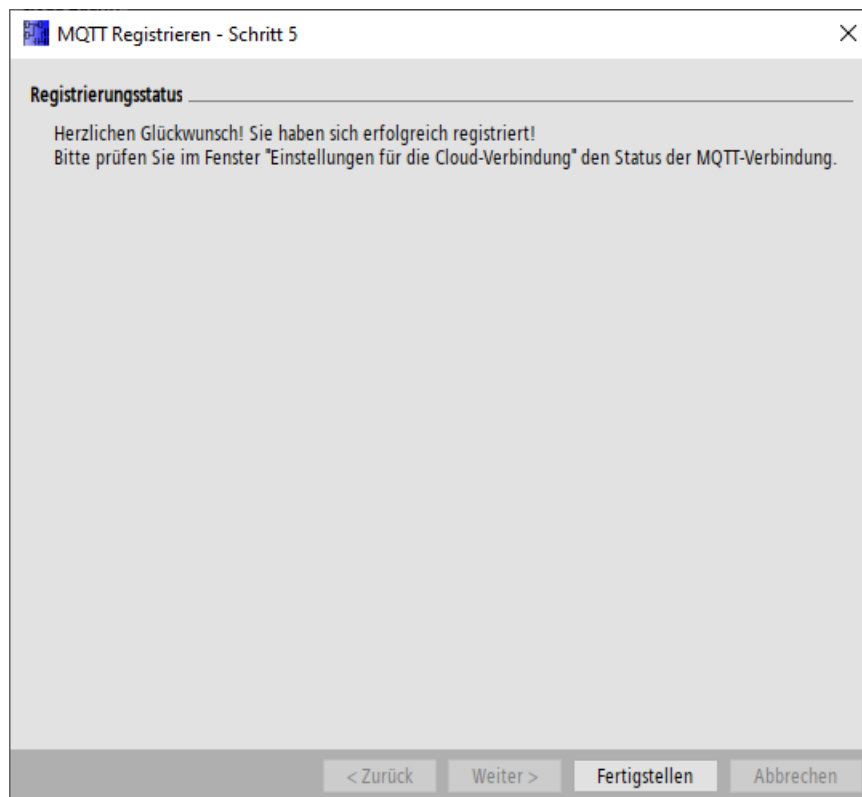 MQTT Registrieren - Schritt 5
Registrierungsstatus
Herzlichen Glückwunsch! Sie haben sich erfolgreich registriert!
Bitte prüfen Sie im Fenster "Einstellungen für die Cloud-Verbindung" den Status der MQTT-Verbindung.
< Zurück
Weiter >
Fertigstellen
Abbrechen